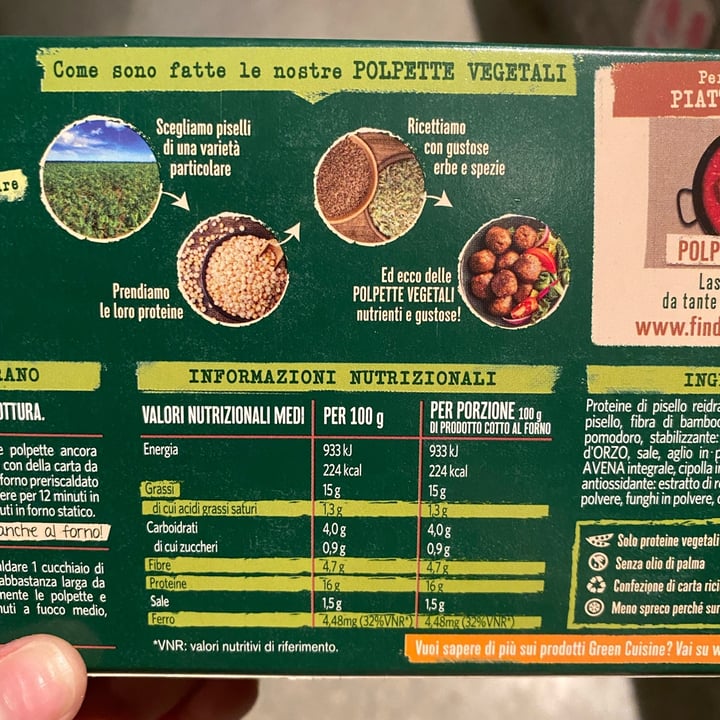 Come sono fatte le nostre POLPETTE VEGETALI
Scegliamo piselli
di una varietà
particolare
Prendiamo
le loro proteine
Ricettiamo
con gustose
erbe e spezie
Ed ecco delle
POLPETTE VEGETALI
nutrienti e gustose!
PIAT
POLP
Las
da tante
www.find
ANO
OTTURA.
e polpette ancora
con della carta da
forno preriscaldato
ere per 12 minuti in
uti in forno statico.
anche al forno!
aldare 1 cucchiaio di
abbastanza larga da
mente le polpette e
nuti a fuoco medio,
INFORMAZIONI NUTRIZIONALI
VALORI NUTRIZIONALI MEDI PER 100 g PER PORZIONE 100 g
DI PRODOTTO COTTO AL FORNO
Energia 933 kJ 933 kJ
224 kcal 224 kcal
Grassi 15 g 15 g
di cui acidi grassi saturi 1,3 g 1,3 g
Carboidrati 4,0 g 4,0 g
di cui zuccheri 0,9 g 0,9 g
Fibre 4,7 g 4,7 g
Proteine 16 g 16 g
Sale 1,5 g 1,5 g
Ferro 4,48mg (32%VNR*) 4,48mg (32%VNR*)
*VNR: valori nutritivi di riferimento.
ING
Proteine di pisello reidra
pisello, fibra di bamboo
pomodoro, stabilizzante:
d'ORZO, sale, aglio in p
AVENA integrale, cipolla in
antiossidante: estratto di r
polvere, funghi in polvere,
Solo proteine vegetali
Senza olio di palma
Confezione di carta rici
Meno spreco perché sur
Vuoi sapere di più sui prodotti Green Cuisine? Vai su w